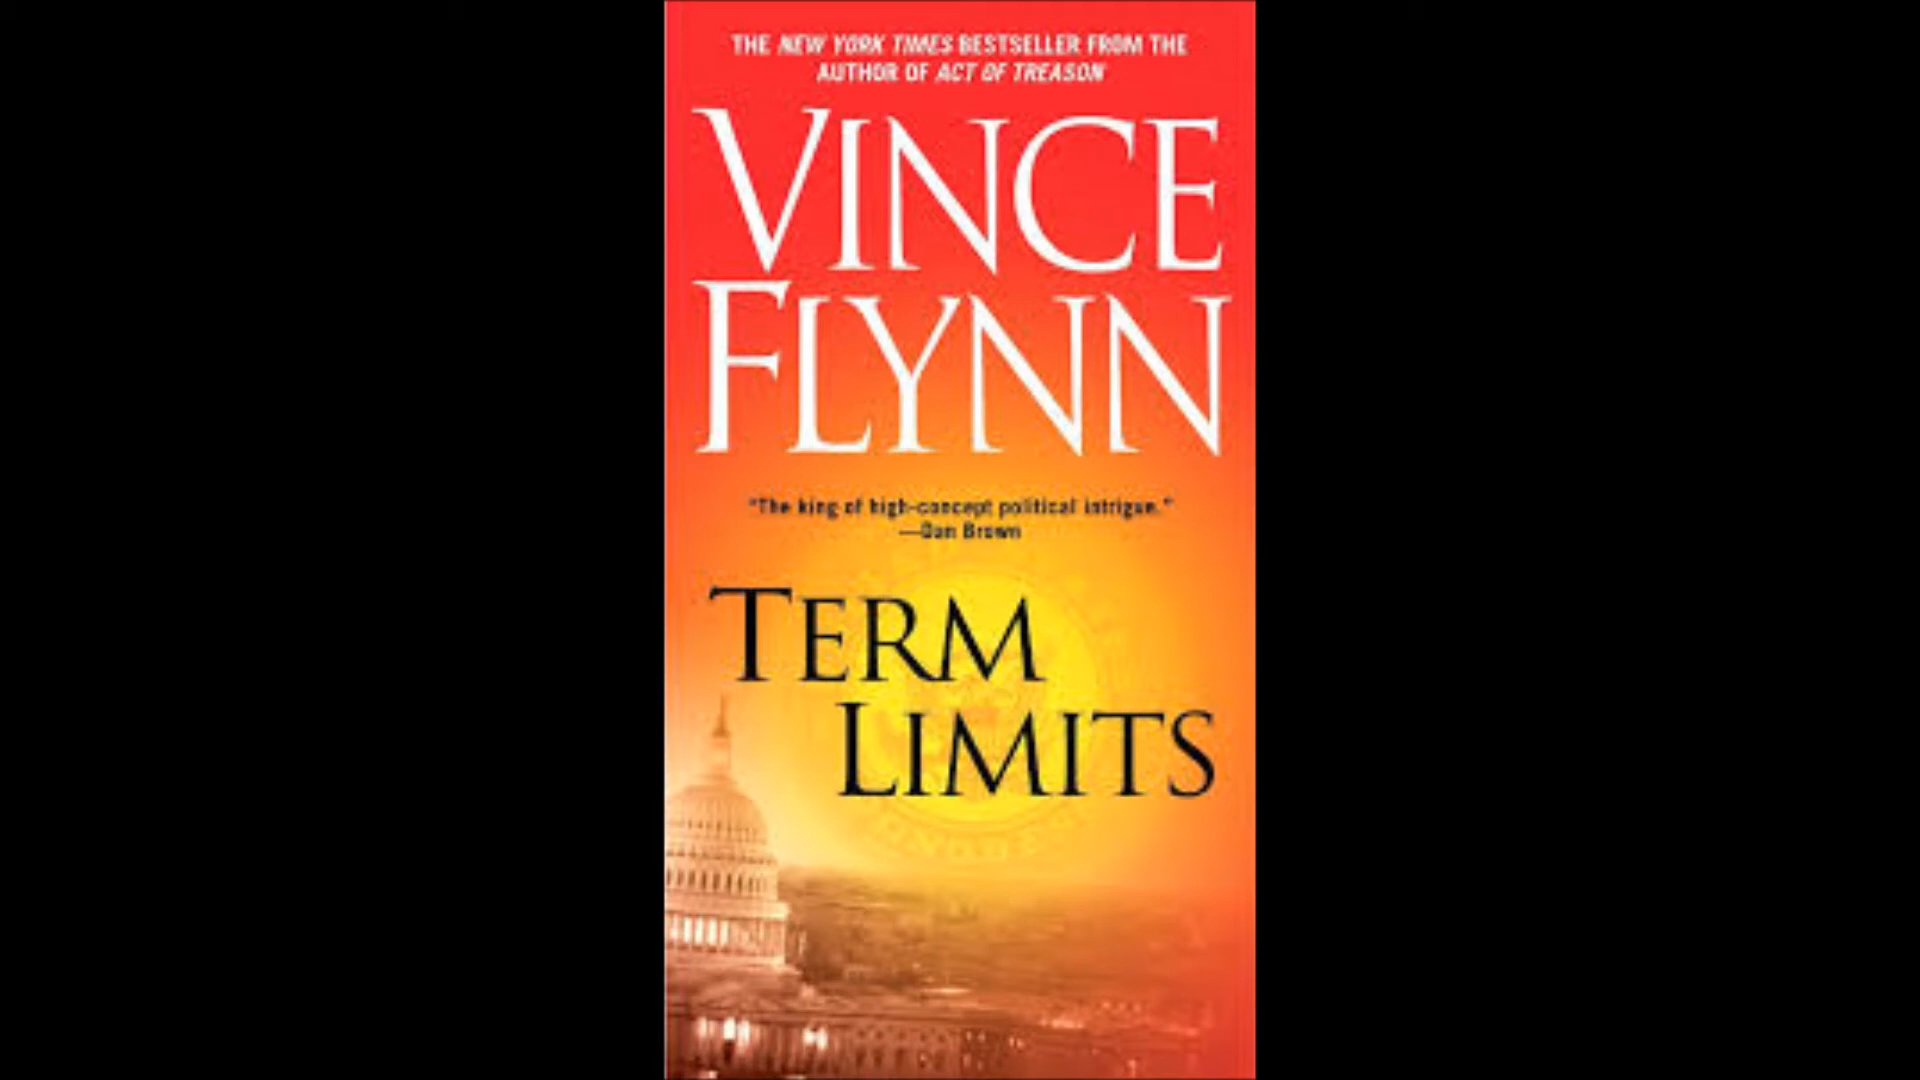 THE NEW YORK TIMES BESTSELLER FROM THE
AUTHOR OF ACT OF TREASON
VINCE
FLYNN
"The king of high-concept political intrigue."
—Dan Brown
TERM
LIMITS